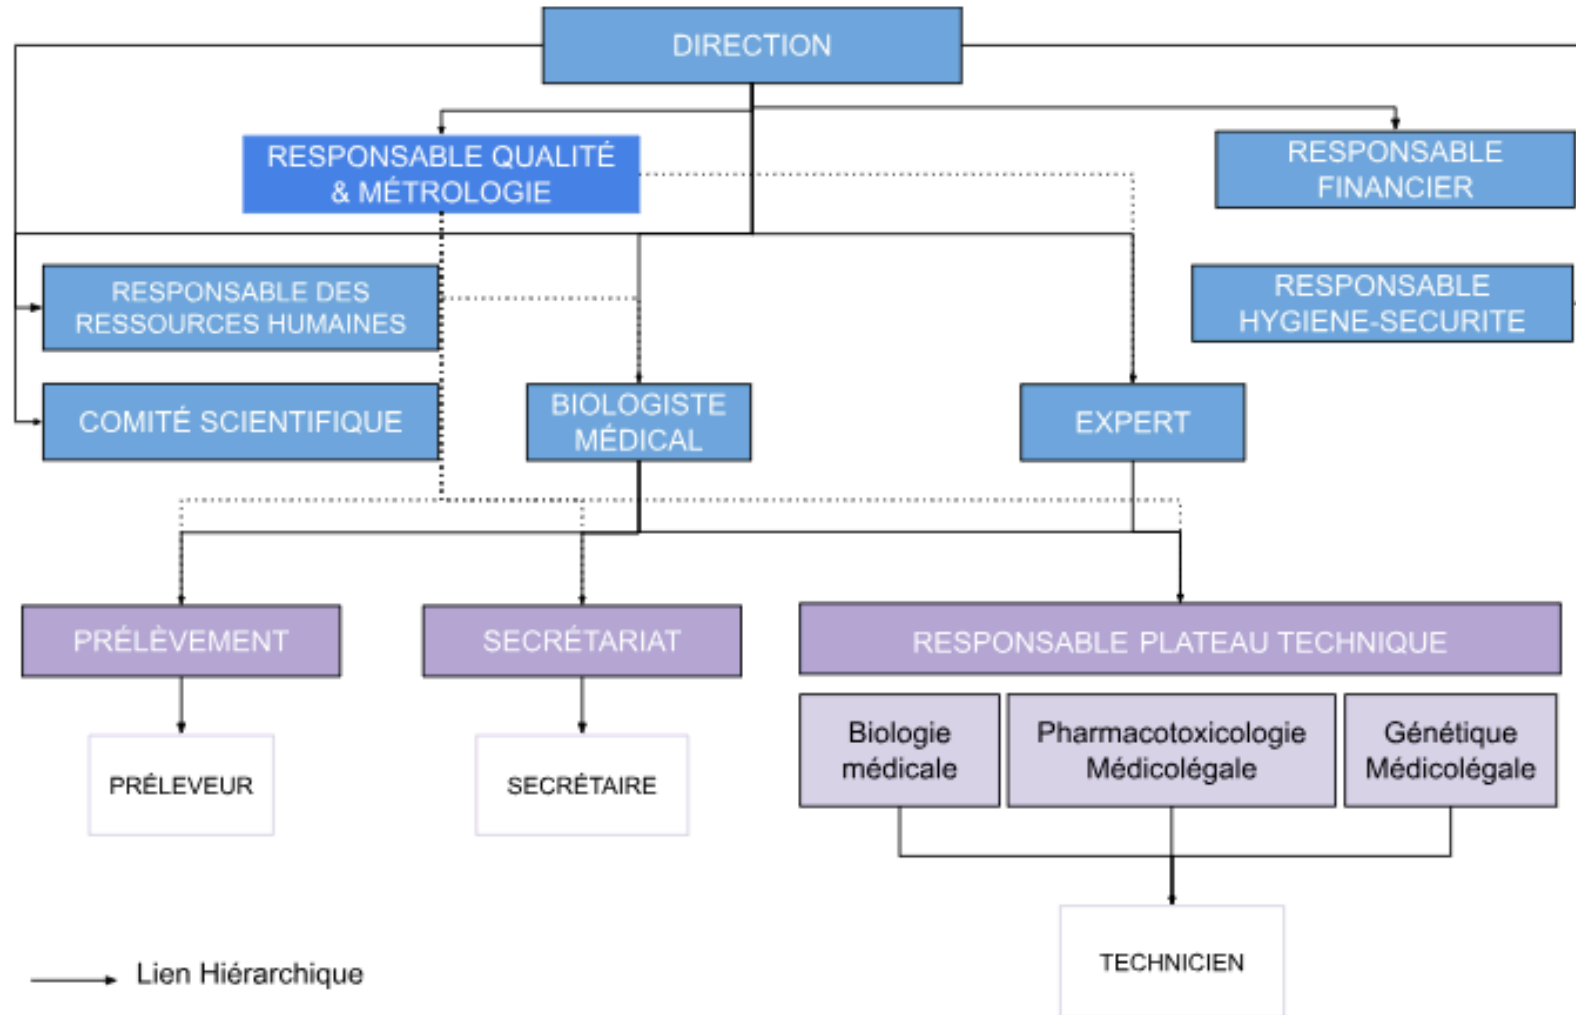 DIRECTION
RESPONSABLE QUALITÉ
& MÉTROLOGIE
RESPONSABLE
FINANCIER
RESPONSABLE DES
RESSOURCES HUMAINES
RESPONSABLE
HYGIENE-SECURITE
COMITÉ SCIENTIFIQUE
BIOLOGISTE
MÉDICAL
EXPERT
PRÉLÈVEMENT
SECRÉTARIAT
RESPONSABLE PLATEAU TECHNIQUE
Biologie
médicale
Pharmacotoxicologie
Médicolégale
Génétique
Médicolégale
PRÉLEVEUR
SECRÉTAIRE
TECHNICIEN
Lien Hiérarchique